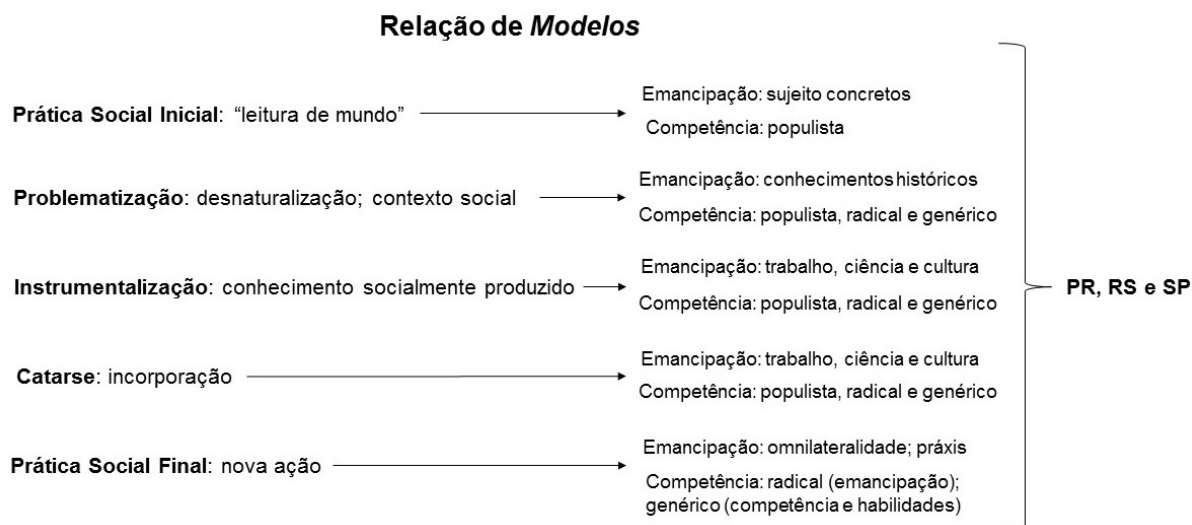 Relação de Modelos
Prática Social Inicial: “leitura de mundo”
Emancipação: sujeito concretos
Competência: populista
Problematização: desnaturalização; contexto social
Emancipação: conhecimentos históricos
Competência: populista, radical e genérico
Instrumentalização: conhecimento socialmente produzido
Emancipação: trabalho, ciência e cultura
Competência: populista, radical e genérico
Catarse: incorporação
Emancipação: trabalho, ciência e cultura
Competência: populista, radical e genérico
Prática Social Final: nova ação
Emancipação: omnilateralidade; práxis
Competência: radical (emancipação);
genérico (competência e habilidades)
PR, RS e SP